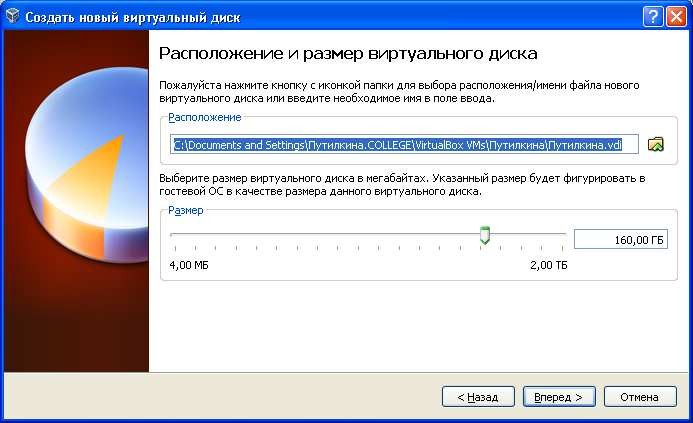 Создать новый виртуальный диск
Расположение и размер виртуального диска
Пожалуйста нажмите кнопку с иконкой папки для выбора расположения/имени файла нового
виртуального диска или введите необходимое имя в поле ввода.
Расположение
C:\Documents and Settings\Путилкина.COLLEGE\VirtualBox VMs\Путилкина\Путилкина.vdi
Выберите размер виртуального диска в мегабайтах. Указанный размер будет фигурировать в
гостевой ОС в качестве размера данного виртуального диска.
Размер
160,00 ГБ
4,00 МБ 2,00 ТБ
< Назад Вперед > Отмена